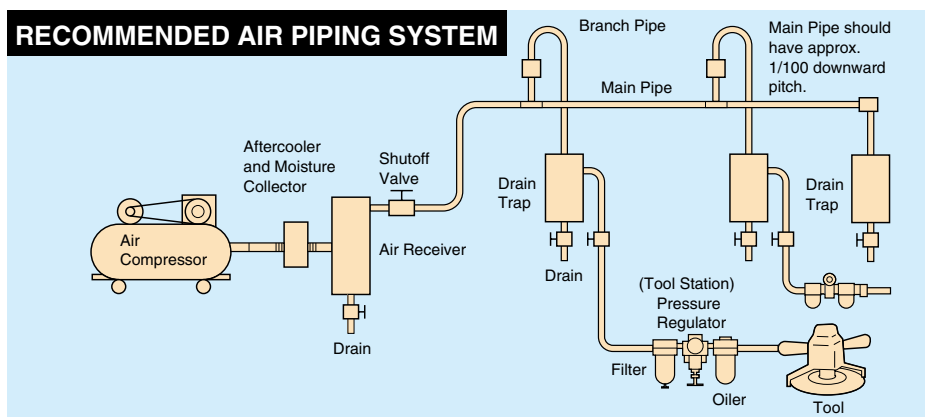 RECOMMENDED AIR PIPING SYSTEM
Branch Pipe
Main Pipe should
have approx.
1/100 downward
pitch.
Main Pipe
Aftercooler
and Moisture
Collector
Shutoff
Valve
Drain
Trap
Drain
Trap
Air
Compressor
Air Receiver
Drain
(Tool Station)
Pressure
Regulator
Drain
Filter
Oiler
Tool